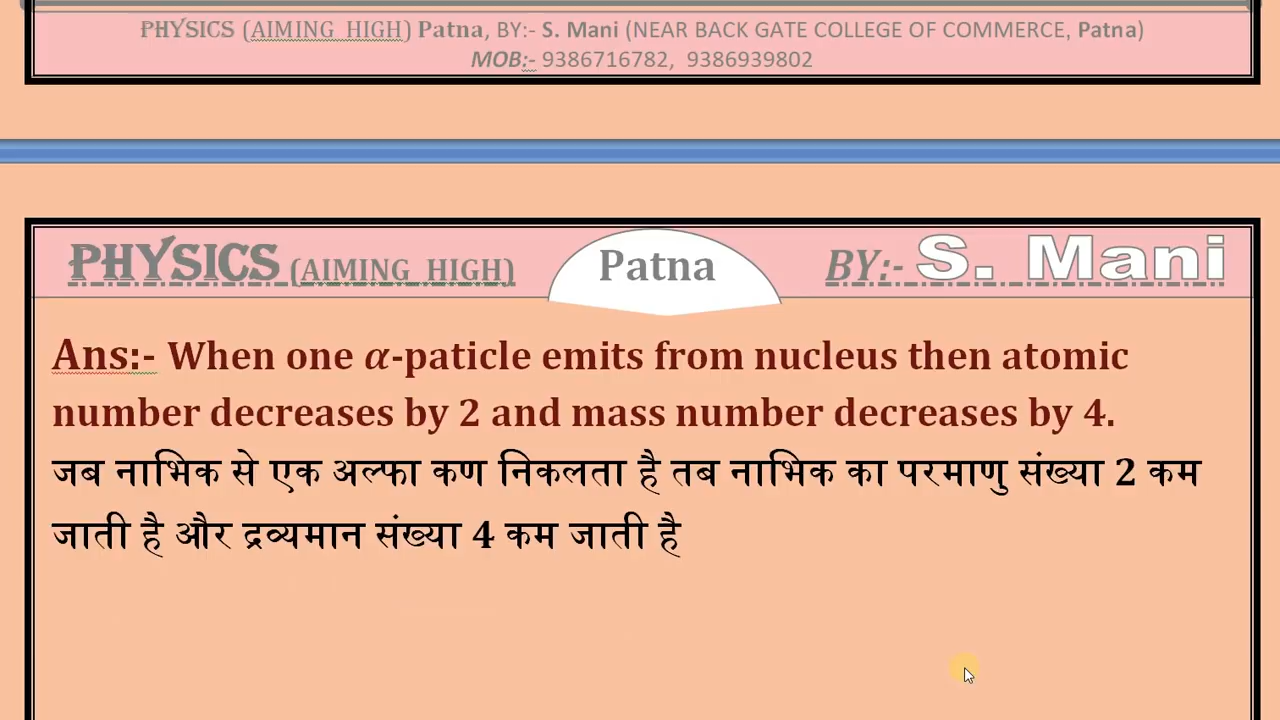 PHYSICS (AIMING HIGH) Patna, BY:- S. Mani (NEAR BACK GATE COLLEGE OF COMMERCE, Patna)
MOB:- 9386716782, 9386939802
PHYSICS (AIMING HIGH) Patna BY:- S. Mani
Ans:- When one α-paticle emits from nucleus then atomic
number decreases by 2 and mass number decreases by 4.
जब नाभिक से एक अल्फा कण निकलता है तब नाभिक का परमाणु संख्या 2 कम
जाती है और द्रव्यमान संख्या 4 कम जाती है